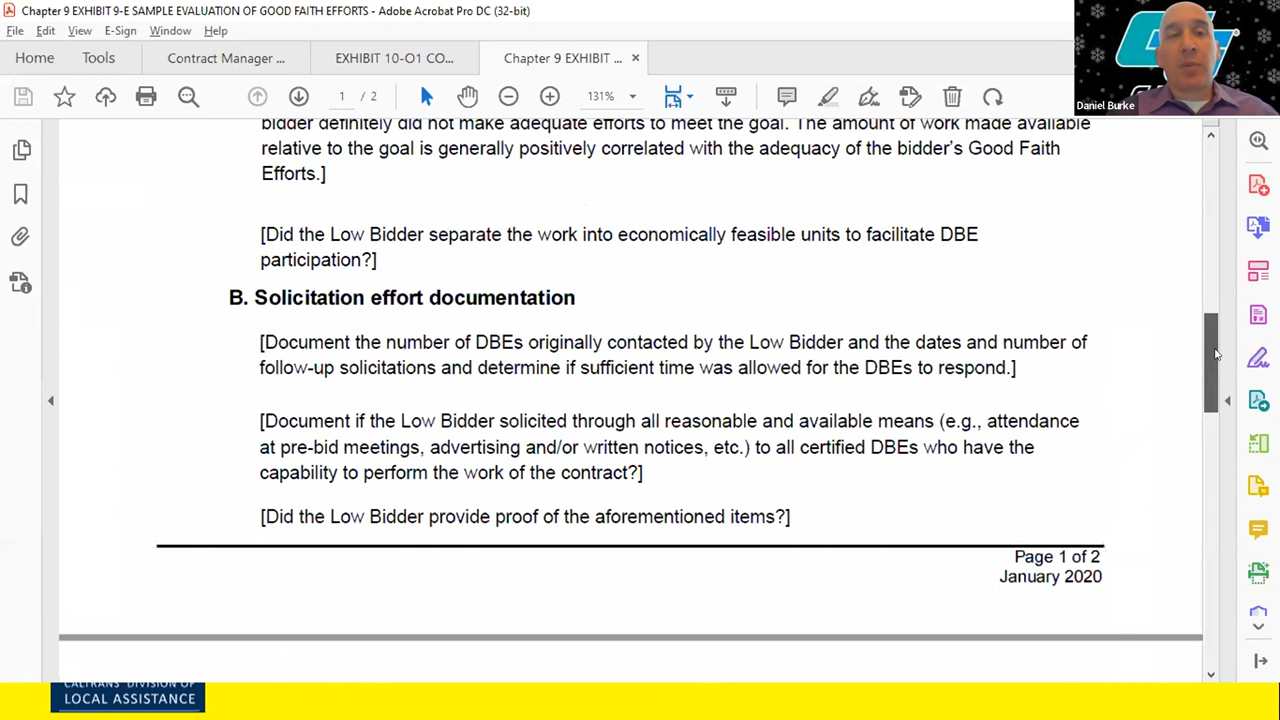 Chapter 9 EXHIBIT 9-E SAMPLE EVALUATION OF GOOD FAITH EFFORTS - Adobe Acrobat Pro DC (32-bit)
File Edit View E-Sign Window Help
Home Tools Contract Manager ... EXHIBIT 10-O1 CO... Chapter 9 EXHIBIT ... ×
1 / 2 131%
Daniel Burke
bidder definitely did not make adequate efforts to meet the goal. The amount of work made available
relative to the goal is generally positively correlated with the adequacy of the bidder's Good Faith
Efforts.]
[Did the Low Bidder separate the work into economically feasible units to facilitate DBE
participation?]
B. Solicitation effort documentation
[Document the number of DBEs originally contacted by the Low Bidder and the dates and number of
follow-up solicitations and determine if sufficient time was allowed for the DBEs to respond.]
[Document if the Low Bidder solicited through all reasonable and available means (e.g., attendance
at pre-bid meetings, advertising and/or written notices, etc.) to all certified DBEs who have the
capability to perform the work of the contract?]
[Did the Low Bidder provide proof of the aforementioned items?]
Page 1 of 2
January 2020
CALTRANS' DIVISION OF
LOCAL ASSISTANCE